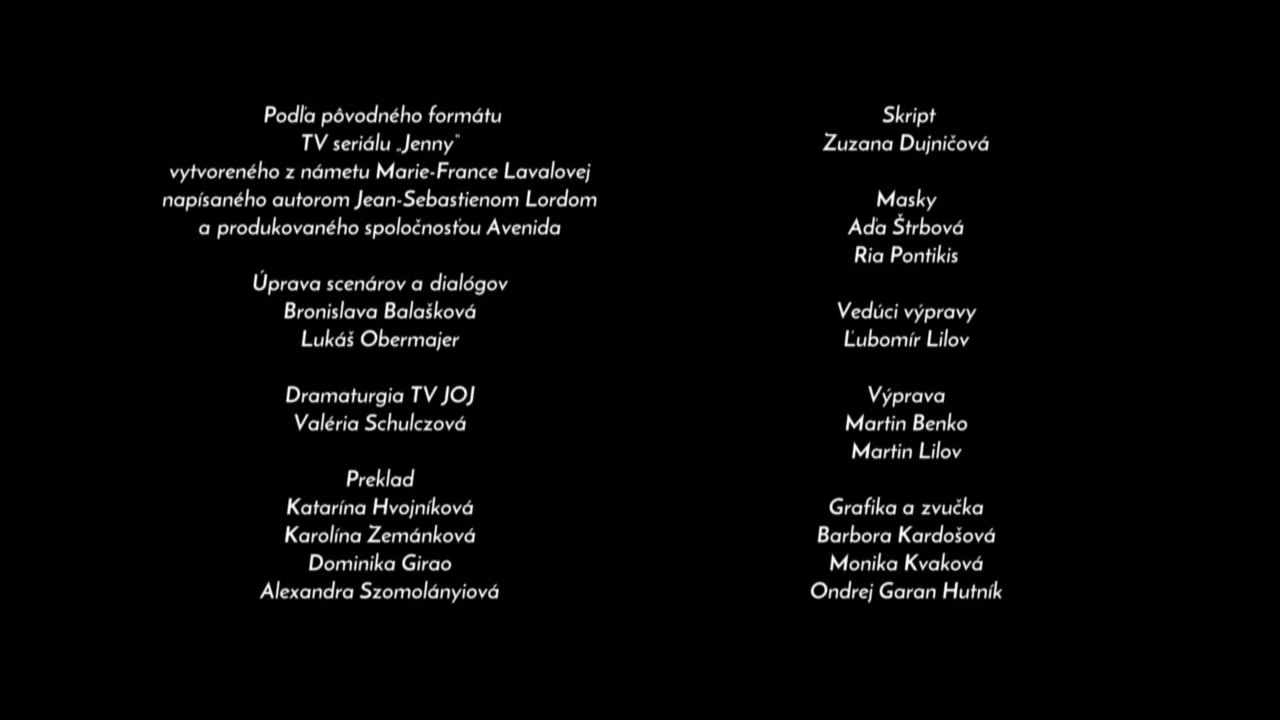 Podľa pôvodného formátu
TV seriálu „Jenny“
vytvoreného z námetu Marie-France Lavalovej
napísaného autorom Jean-Sebastienom Lordom
a produkovaného spoločnosťou Avenida
Úprava scenárov a dialógov
Bronislava Balašková
Lukáš Obermajer
Dramaturgia TV JOJ
Valéria Schulczová
Preklad
Katarína Hvojníková
Karolína Zemánková
Dominika Girao
Alexandra Szomolányiová
Skript
Zuzana Dujničová
Masky
Aďa Štrbová
Ria Pontikis
Vedúci výpravy
Ľubomír Lilov
Výprava
Martin Benko
Martin Lilov
Grafika a zvučka
Barbora Kardošová
Monika Kvaková
Ondrej Garan Hutník